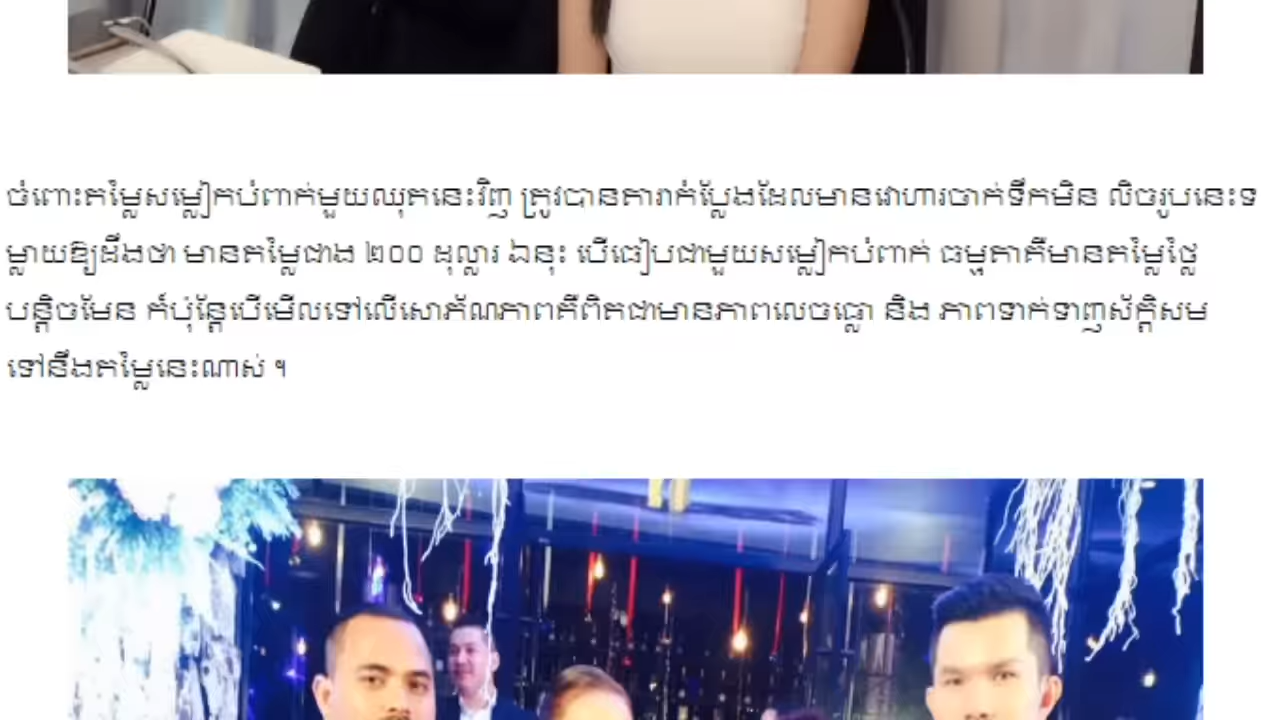 ចំពោះតម្លៃសម្លៀកបំពាក់មួយឈុតនេះវិញ ត្រូវបានតារាកំប្លែងដែលមានវោហារចាក់ទឹកមិន លិចរូបនេះទ
ម្លាយឱ្យដឹងថា មានតម្លៃជាង ២០០ ដុល្លារ ឯនុះ បើធៀបជាមួយសម្លៀកបំពាក់ ធម្មតាគឺមានតម្លៃថ្លៃ
បន្តិចមែន ក៏ប៉ុន្តែបើមើលទៅលើសោភ័ណភាពគឺពិតជាមានភាពលេចធ្លោ និង ភាពទាក់ទាញស័ក្តិសម
ទៅនឹងតម្លៃនេះណាស់ ។